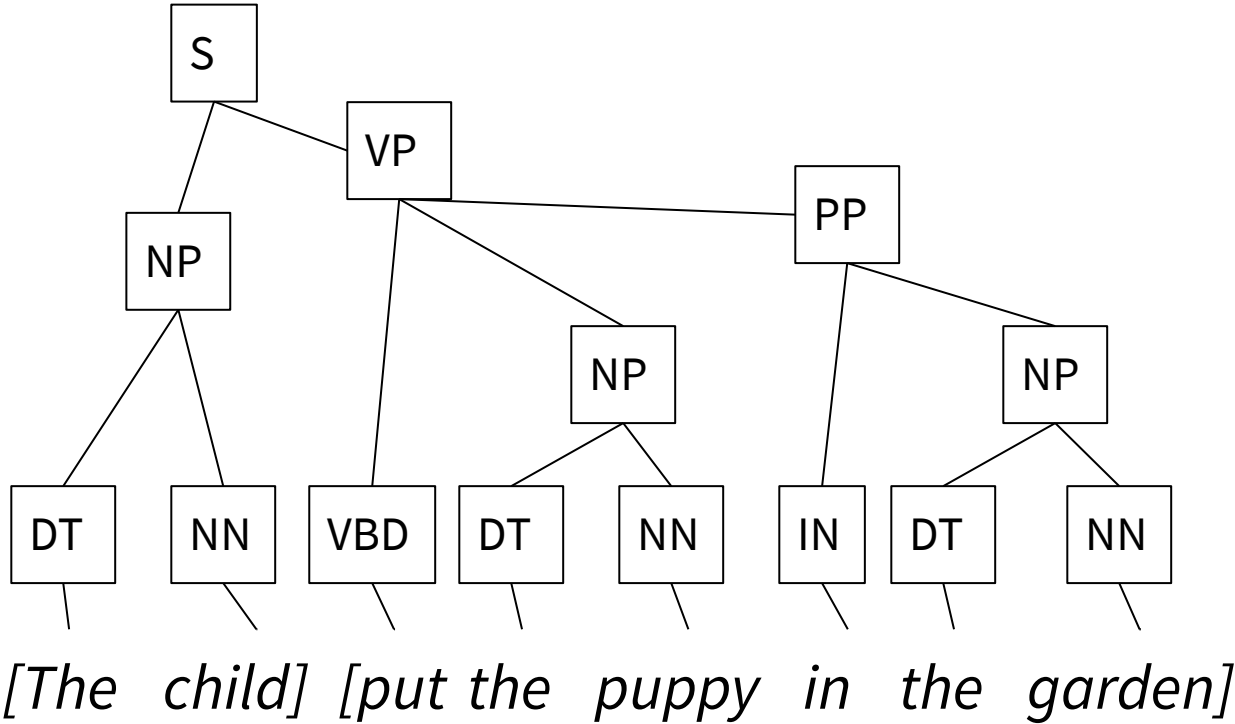 S
VP
PP
NP
NP
NP
DT NN VBD DT NN IN DT NN
[The child] [put the puppy in the garden]